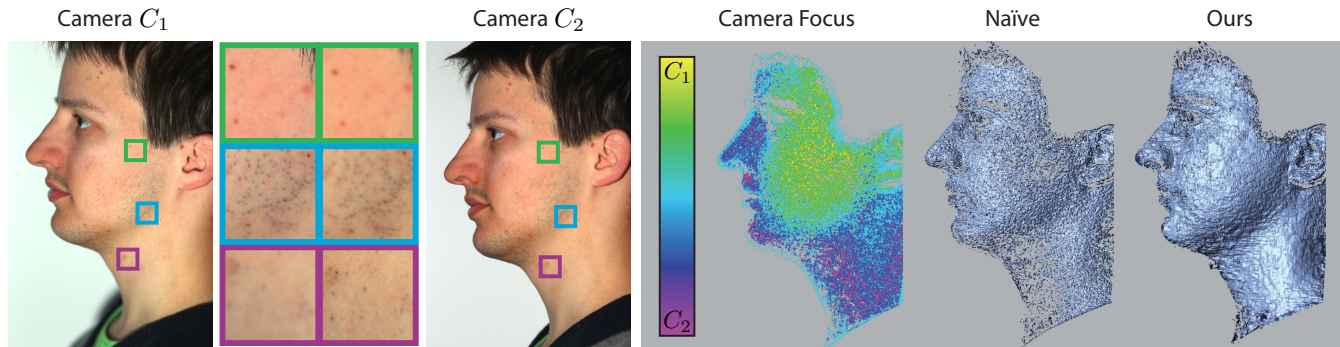 Camera C₁
Camera C₂
Camera Focus
Naïve
Ours
C₁
C₂